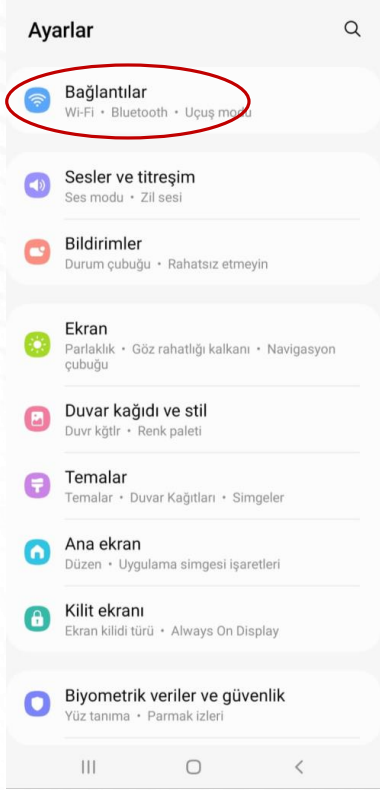 Ayarlar
Bağlantılar
Wi-Fi • Bluetooth • Uçuş modu
Sesler ve titreşim
Ses modu • Zil sesi
Bildirimler
Durum çubuğu • Rahatsız etmeyin
Ekran
Parlaklık • Göz rahatlığı kalkanı • Navigasyon
çubuğu
Duvar kağıdı ve stil
Duvr kğtlr • Renk paleti
Temalar
Temalar • Duvar Kağıtları • Simgeler
Ana ekran
Düzen • Uygulama simgesi işaretleri
Kilit ekranı
Ekran kilidi türü • Always On Display
Biyometrik veriler ve güvenlik
Yüz tanıma • Parmak izleri